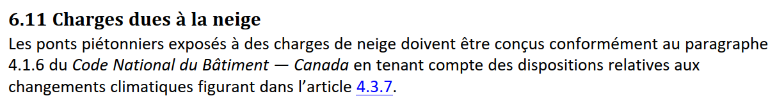 6.11 Charges dues à la neige
Les ponts piétonniers exposés à des charges de neige doivent être conçus conformément au paragraphe
4.1.6 du Code National du Bâtiment — Canada en tenant compte des dispositions relatives aux
changements climatiques figurant dans l’article 4.3.7.